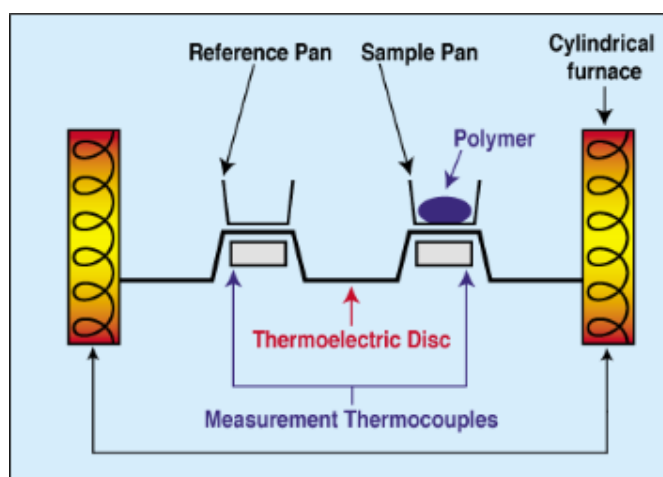 Reference Pan
Sample Pan
Cylindrical
furnace
Polymer
Thermoelectric Disc
Measurement Thermocouples